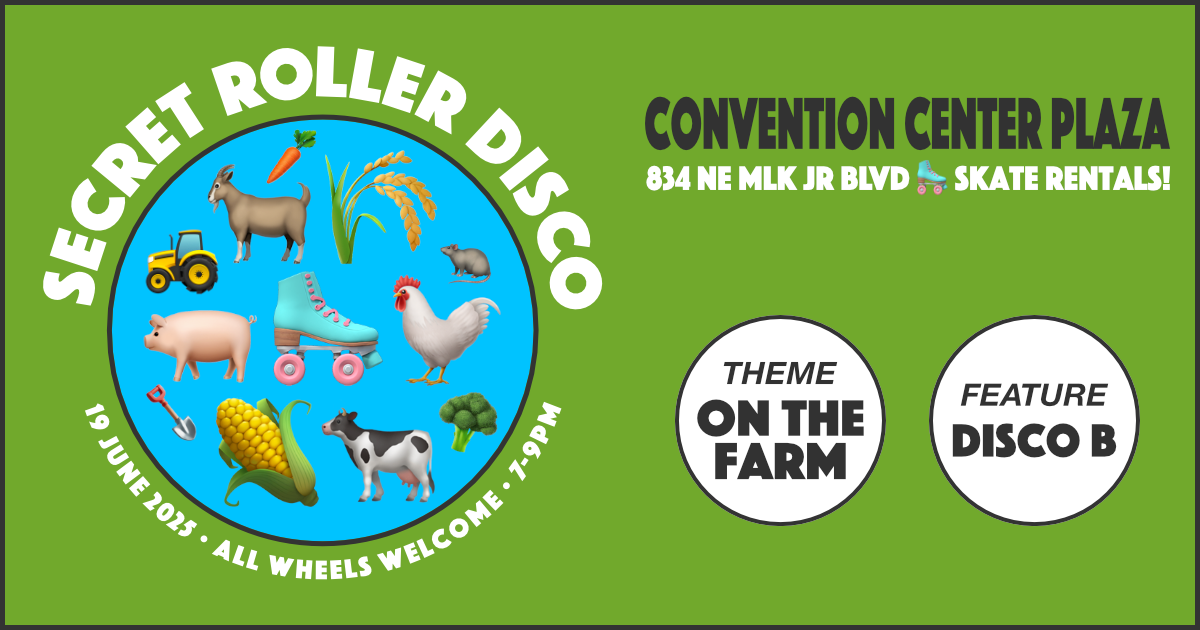 SECRET ROLLER DISCO
19 JUNE 2025 • ALL WHEELS WELCOME • 7-9PM
CONVENTION CENTER PLAZA
834 NE MLK JR BLVD 🛼 SKATE RENTALS!
THEME
ON THE
FARM
FEATURE
DISCO B